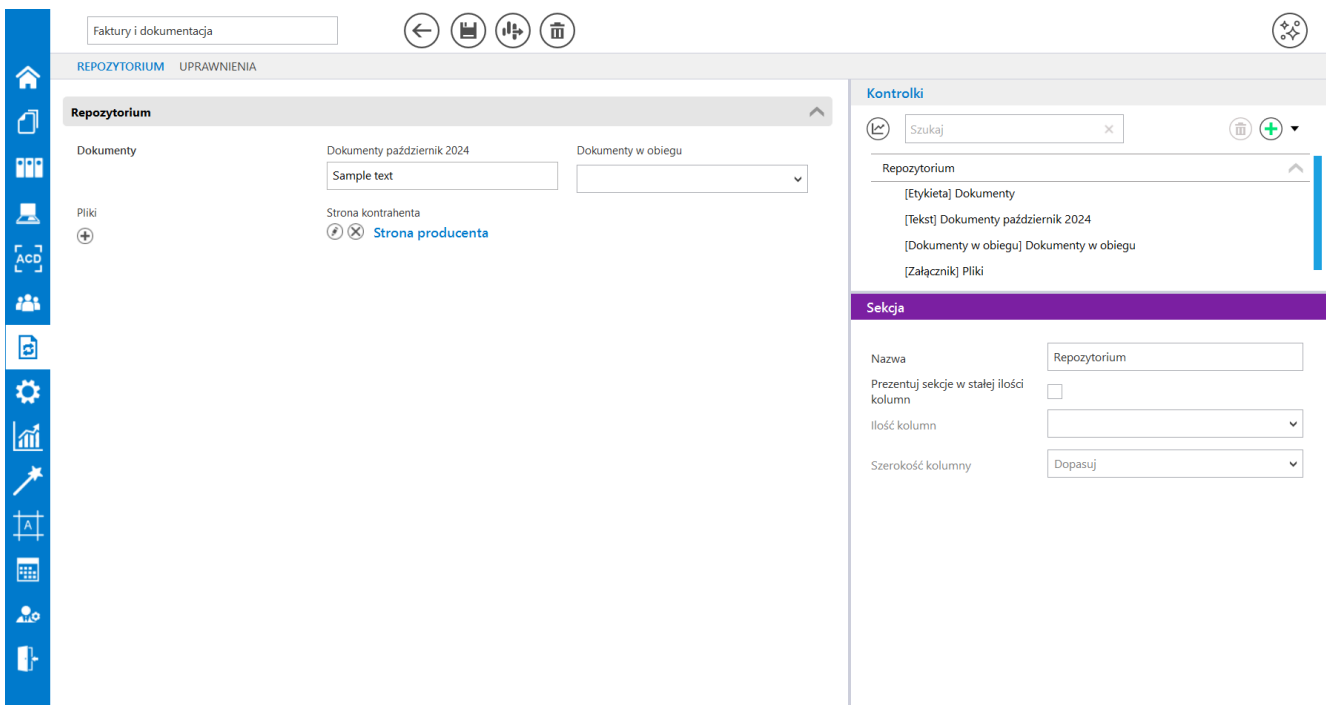 Faktury i dokumentacja
REPOZYTORIUM UPRAWNIENIA
Repozytorium
Dokumenty
Dokumenty październik 2024
Sample text
Dokumenty w obiegu
Pliki
Strona kontrahenta
Strona producenta
Kontrolki
Szukaj
Repozytorium
[Etykieta] Dokumenty
[Tekst] Dokumenty październik 2024
[Dokumenty w obiegu] Dokumenty w obiegu
[Załącznik] Pliki
Sekcja
Nazwa
Repozytorium
Prezentuj sekcje w stałej ilości
kolumn
Ilość kolumn
Szerokość kolumny
Dopasuj
ACD
A